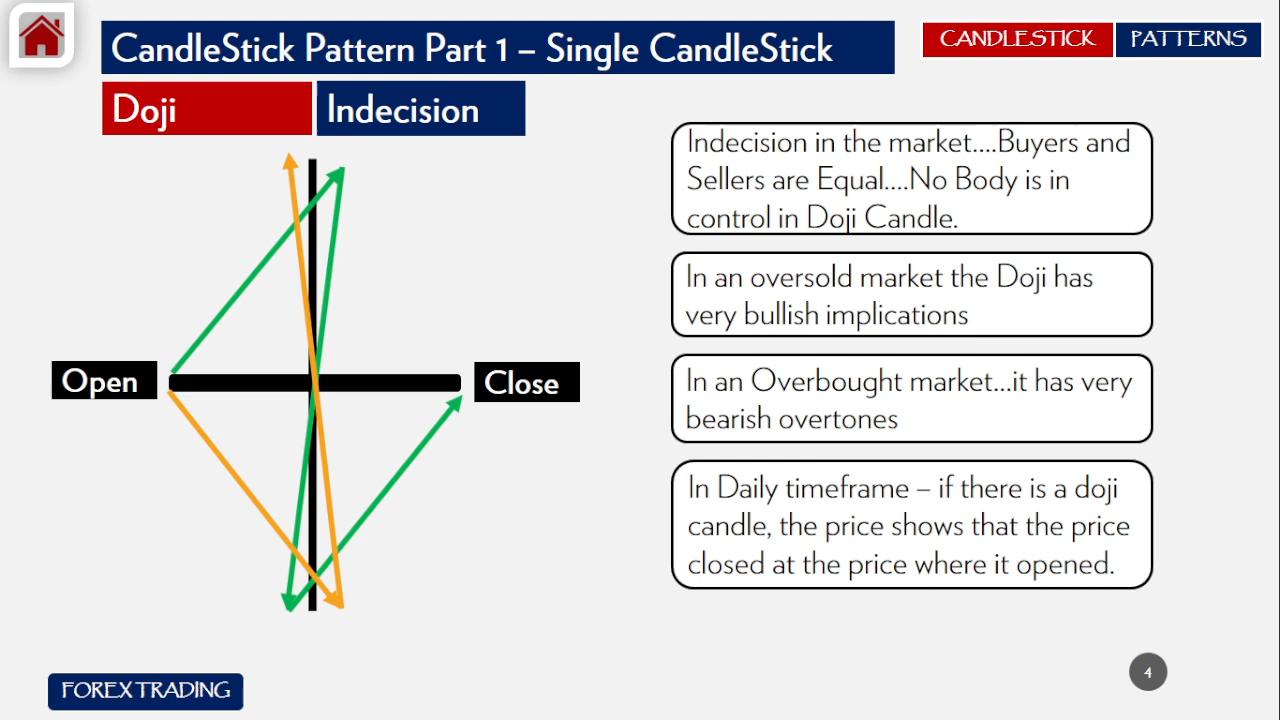 CandleStick Pattern Part 1 – Single CandleStick
CANDLESTICK PATTERNS
Doji
Indecision
Indecision in the market....Buyers and
Sellers are Equal....No Body is in
control in Doji Candle.
In an oversold market the Doji has
very bullish implications
Open
Close
In an Overbought market...it has very
bearish overtones
In Daily timeframe – if there is a doji
candle, the price shows that the price
closed at the price where it opened.
FOREX TRADING
4